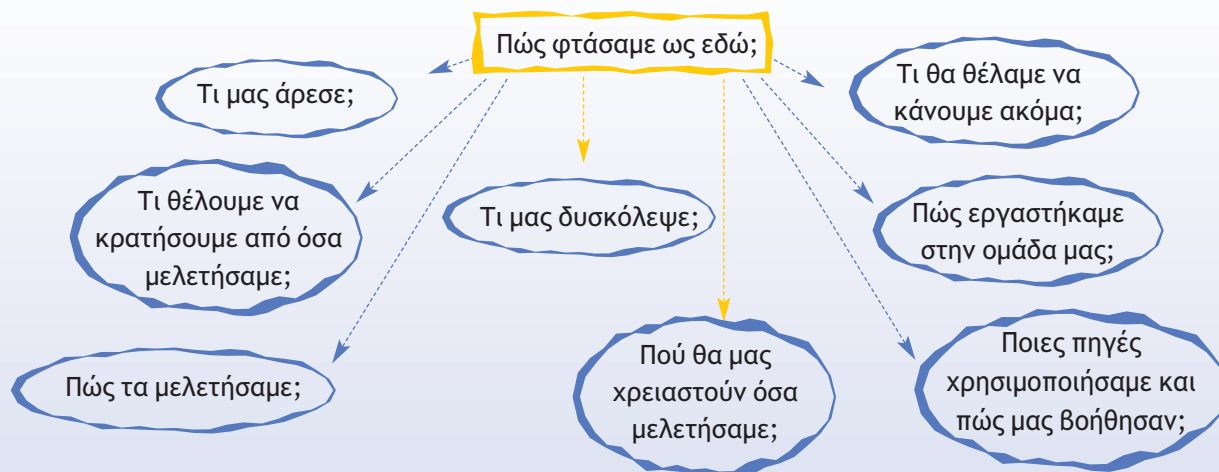 Πώς φτάσαμε ως εδώ;
Τι μας άρεσε;
Τι θα θέλαμε να
κάνουμε ακόμα;
Τι θέλουμε να
κρατήσουμε από όσα
μελετήσαμε;
Τι μας δυσκόλεψε;
Πώς εργαστήκαμε
στην ομάδα μας;
Πώς τα μελετήσαμε;
Πού θα μας
χρειαστούν όσα
μελετήσαμε;
Ποιες πηγές
χρησιμοποιήσαμε και
πώς μας βοήθησαν;